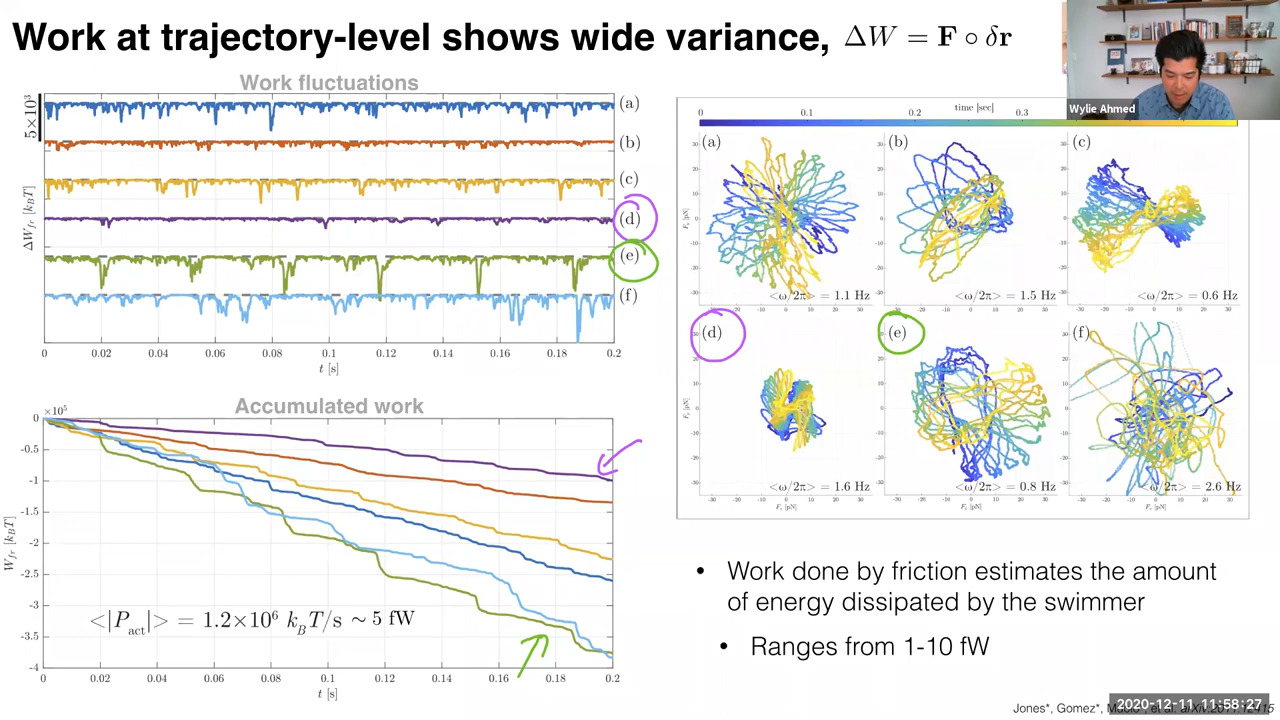 Work at trajectory-level shows wide variance, ΔW = F ∘ δr
Wylie Ahmed
Work fluctuations
5×10³
ΔW_fr [k_BT]
(a)
(b)
(c)
(d)
(e)
(f)
0 0.02 0.04 0.06 0.08 0.1 0.12 0.14 0.16 0.18 0.2
t [s]
Accumulated work
×10⁵
0
-0.5
-1
-1.5
-2
-2.5
-3
-3.5
-4
W_fr [k_BT]
<|P_act|> = 1.2×10⁶ k_BT/s ~ 5 fW
0 0.02 0.04 0.06 0.08 0.1 0.12 0.14 0.16 0.18 0.2
t [s]
time [sec]
0 0.1 0.2 0.3
(a) (b) (c)
<ω/2π> = 1.1 Hz <ω/2π> = 1.5 Hz <ω/2π> = 0.6 Hz
(d) (e) (f)
<ω/2π> = 1.6 Hz <ω/2π> = 0.8 Hz <ω/2π> = 2.6 Hz
• Work done by friction estimates the amount
of energy dissipated by the swimmer
• Ranges from 1-10 fW
2020-12-11 11:58:27
Jones*, Gomez*, et al. arXiv:2011.12415